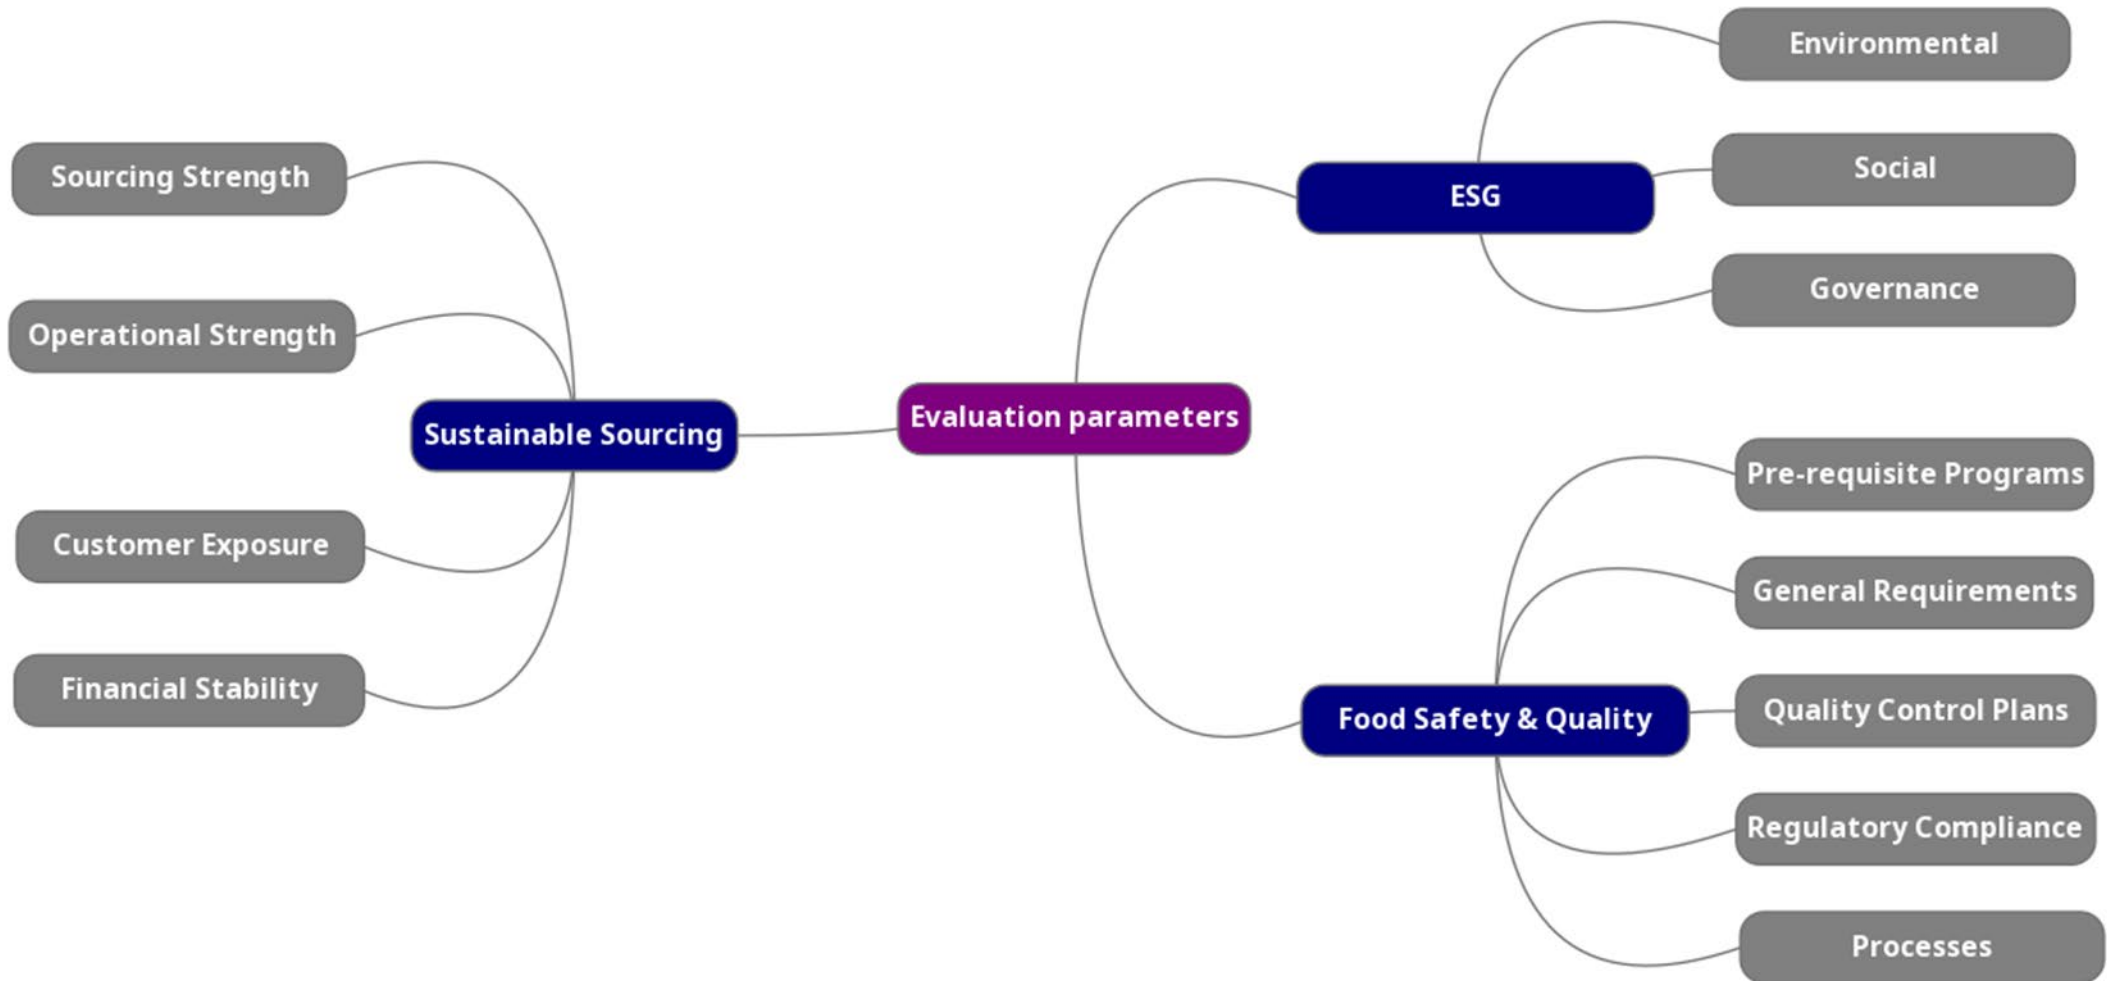 Evaluation parameters
Sustainable Sourcing
Sourcing Strength
Operational Strength
Customer Exposure
Financial Stability
ESG
Environmental
Social
Governance
Food Safety & Quality
Pre-requisite Programs
General Requirements
Quality Control Plans
Regulatory Compliance
Processes